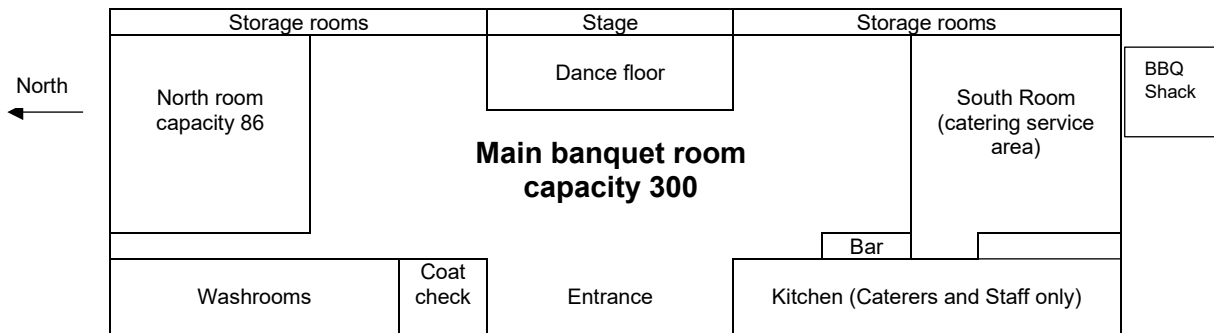 Storage rooms
Stage
Storage rooms
North
North room
capacity 86
Dance floor
South Room
(catering service
area)
BBQ
Shack
Main banquet room
capacity 300
Bar
Washrooms
Coat
check
Entrance
Kitchen (Caterers and Staff only)